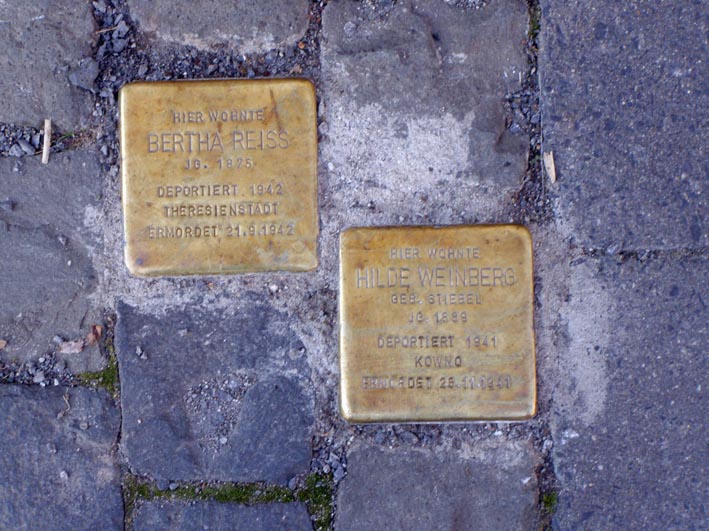 HIER WOHNTE
BERTHA REISS
JG. 1875
DEPORTIERT 1942
THERESIENSTADT
ERMORDET 21.9.1942
HIER WOHNTE
HILDE WEINBERG
GEB. STIEBEL
JG. 1889
DEPORTIERT 1941
KOWNO
ERMORDET 25.11.1941